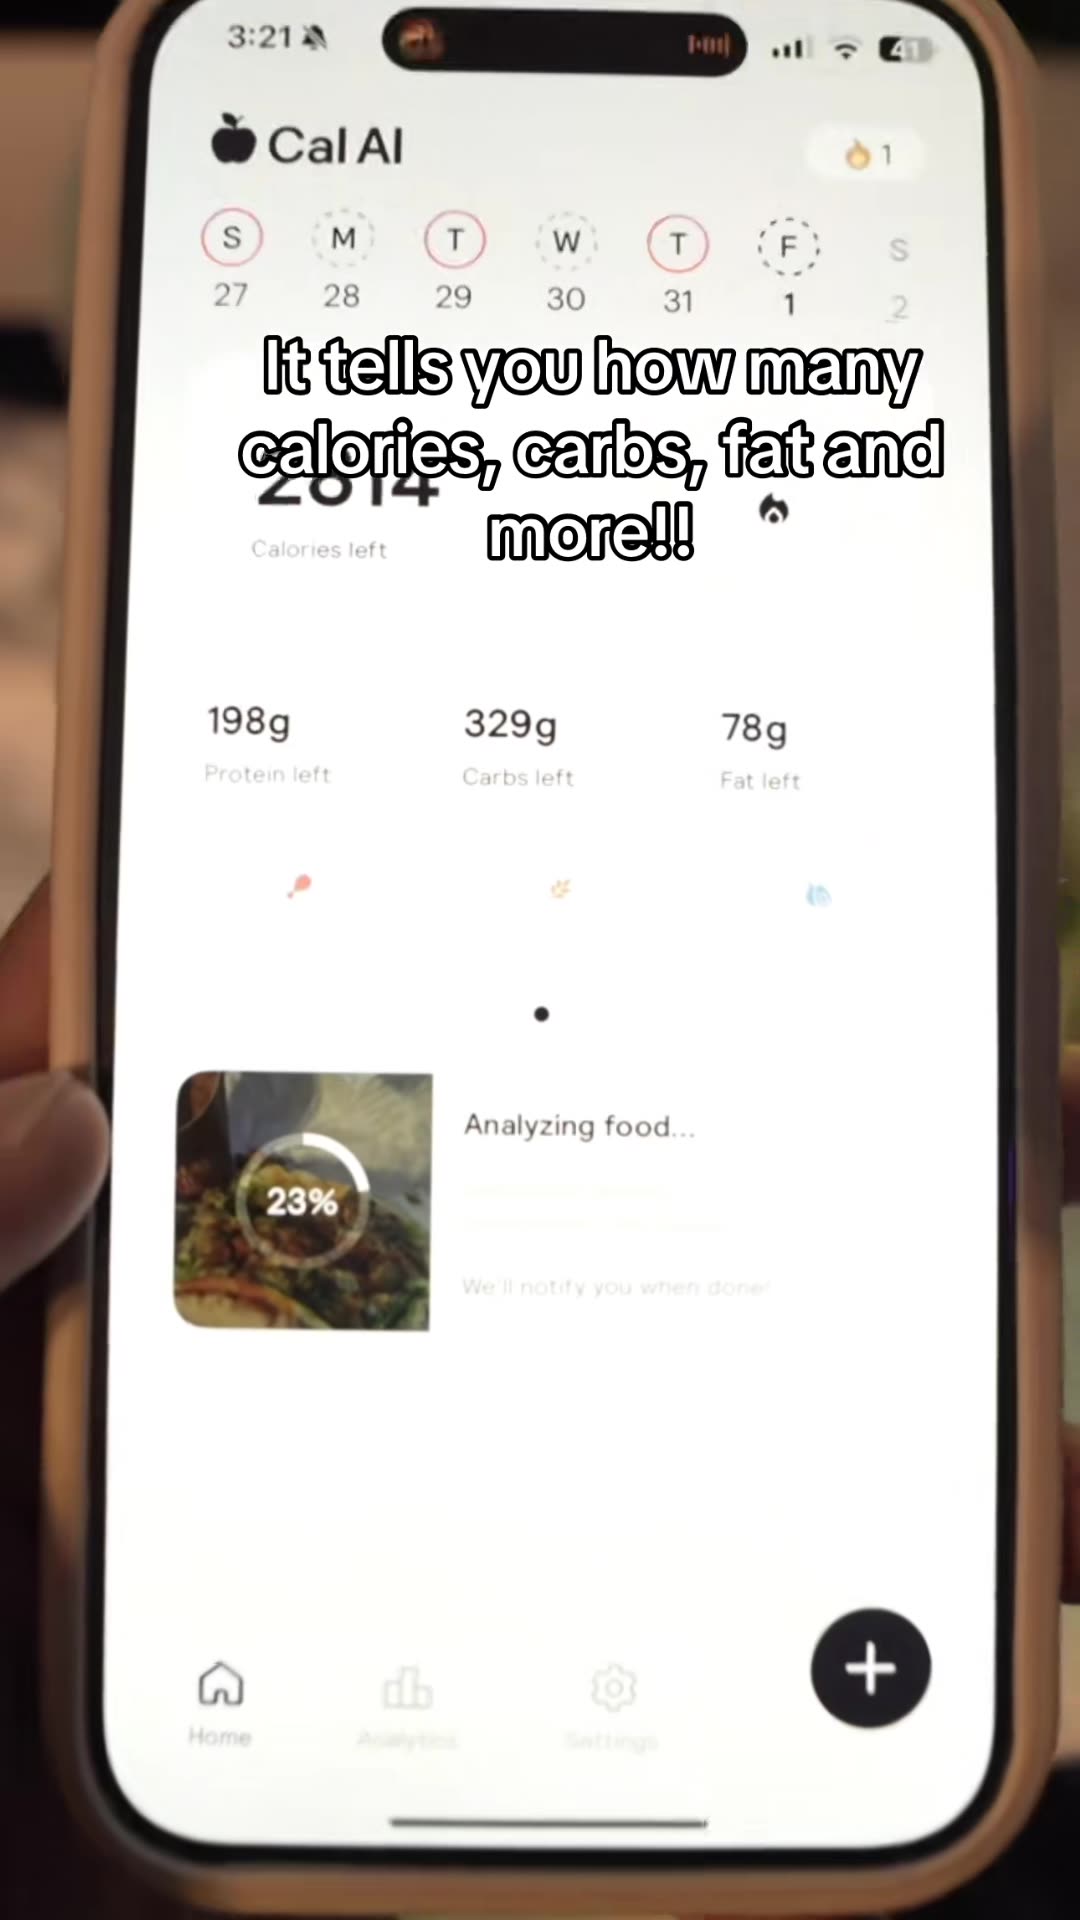 3:21
41
Cal AI
1
S M T W T F S
27 28 29 30 31 1 2
It tells you how many
calories, carbs, fat and
more!!
2814
Calories left
198g 329g 78g
Protein left Carbs left Fat left
Analyzing food...
23%
We'll notify you when done!
Home Analytics Settings